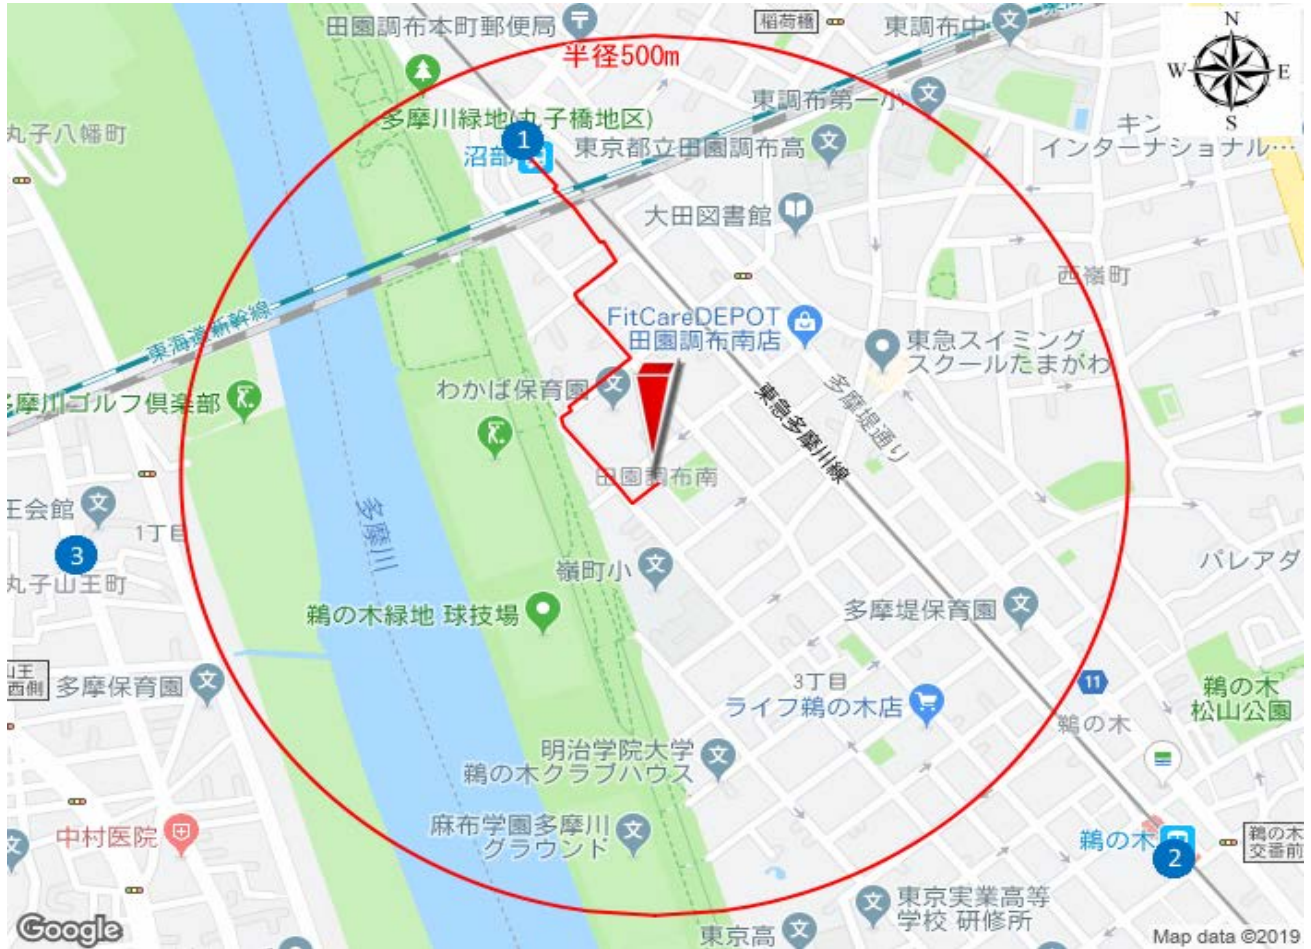 田園調布本町郵便局
稲荷橋
東調布中
N
半径500m
W
E
S
東調布第一小
丸子八幡町
多摩川緑地(丸子橋地区)
1
沼部
東京都立田園調布高
キン
インターナショナル…
大田図書館
西嶺町
FitCareDEPOT
田園調布南店
東海道新幹線
東急スイミング
スクールたまがわ
わかば保育園
多摩川ゴルフ倶楽部
東急多摩川線
多摩堤通り
田園調布南
王会館
1丁目
多摩川
3
丸子山王町
嶺町小
パレアダ
鵜の木緑地 球技場
多摩堤保育園
山王
西側
多摩保育園
3丁目
ライフ鵜の木店
11
鵜の木
松山公園
鵜の木
明治学院大学
鵜の木クラブハウス
中村医院
麻布学園多摩川
グラウンド
鵜の木
2
鵜の木
交番前
東京実業高等
学校 研修所
東京高
Google
Map data ©2019